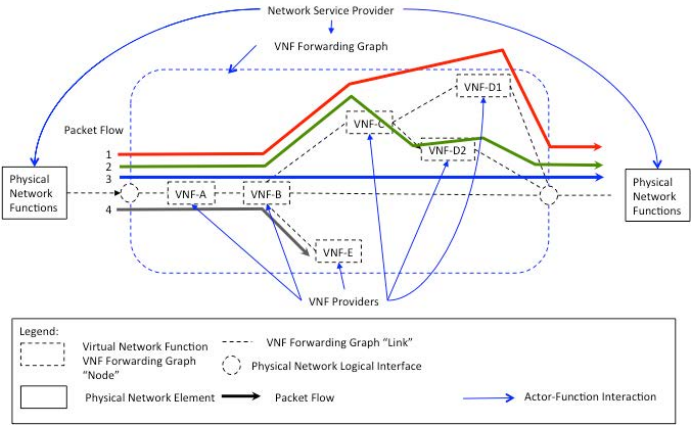 Network Service Provider
VNF Forwarding Graph
VNF-D1
Packet Flow
VNF-C
1
VNF-D2
2
3
Physical
Network
Functions
VNF-A
VNF-B
Physical
Network
Functions
4
VNF-E
VNF Providers
Legend:
Virtual Network Function
VNF Forwarding Graph
"Node"
VNF Forwarding Graph "Link"
Physical Network Logical Interface
Physical Network Element
Packet Flow
Actor-Function Interaction